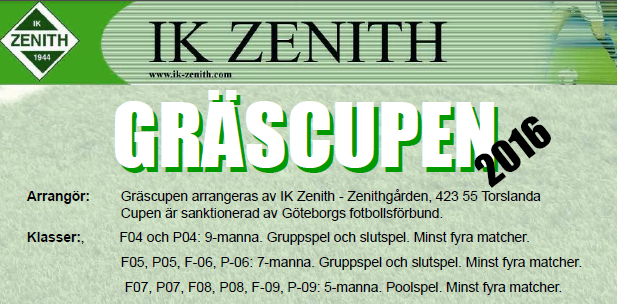 IK
ZENITH
1944
IK ZENITH
www.ik-zenith.com
GRÄSCUPEN 2016
Arrangör: Gräscupen arrangeras av IK Zenith - Zenithgården, 423 55 Torslanda
Cupen är sanktionerad av Göteborgs fotbollsförbund.
Klasser:, F04 och P04: 9-manna. Gruppspel och slutspel. Minst fyra matcher.
F05, P05, F-06, P-06: 7-manna. Gruppspel och slutspel. Minst fyra matcher.
F07, P07, F08, P08, F-09, P-09: 5-manna. Poolspel. Minst fyra matcher.